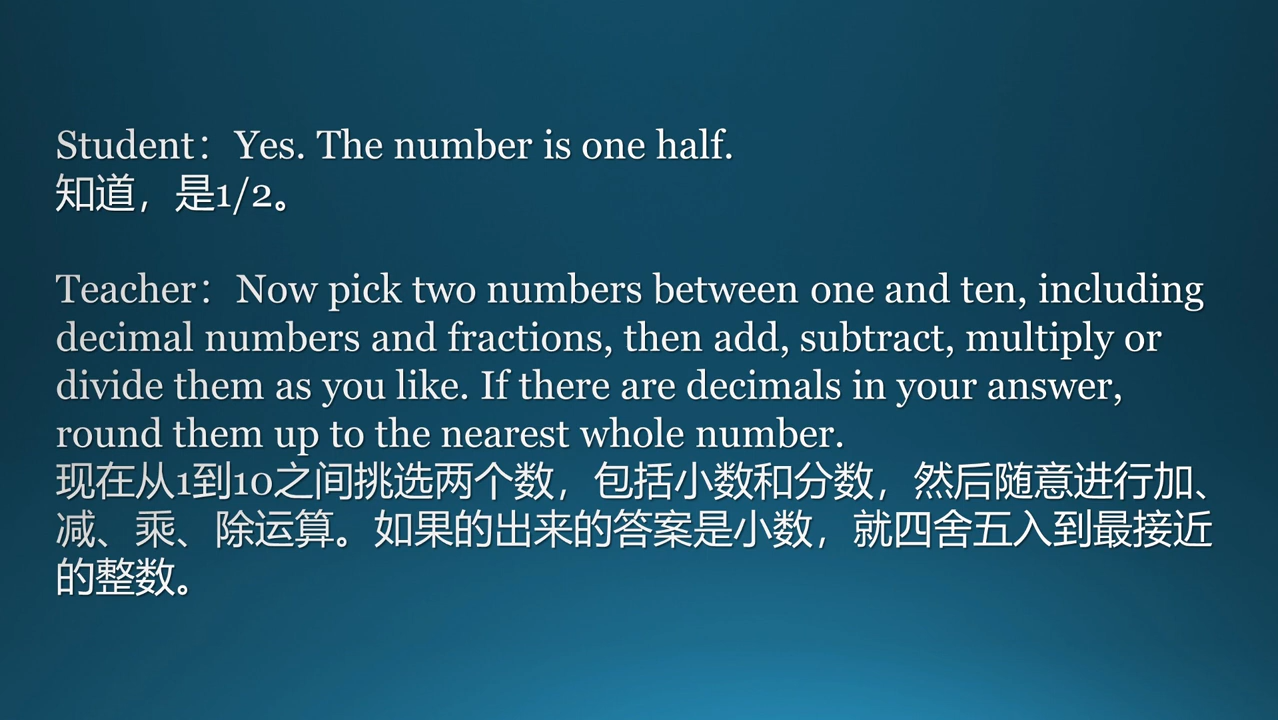 Student：Yes. The number is one half.
知道，是1/2。
Teacher：Now pick two numbers between one and ten, including
decimal numbers and fractions, then add, subtract, multiply or
divide them as you like. If there are decimals in your answer,
round them up to the nearest whole number.
现在从1到10之间挑选两个数，包括小数和分数，然后随意进行加、
减、乘、除运算。如果的出来的答案是小数，就四舍五入到最接近
的整数。